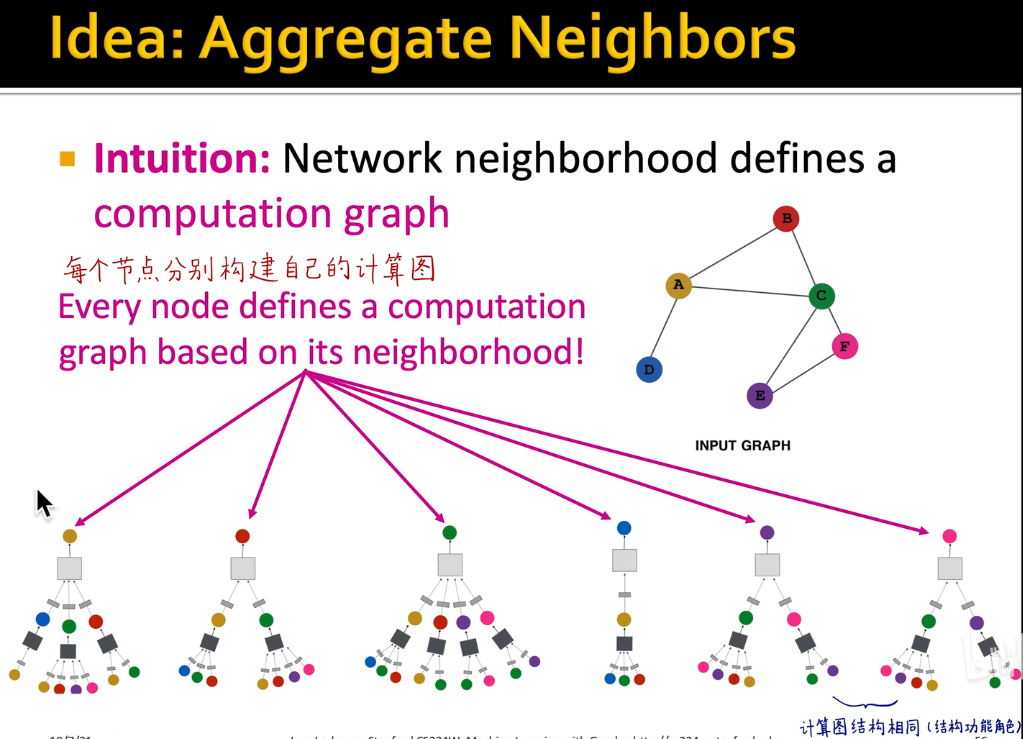 Idea: Aggregate Neighbors
■ Intuition: Network neighborhood defines a
computation graph
每个节点分别构建自己的计算图
Every node defines a computation
graph based on its neighborhood!
B
A
C
F
D
E
INPUT GRAPH
计算图结构相同(结构功能角色)